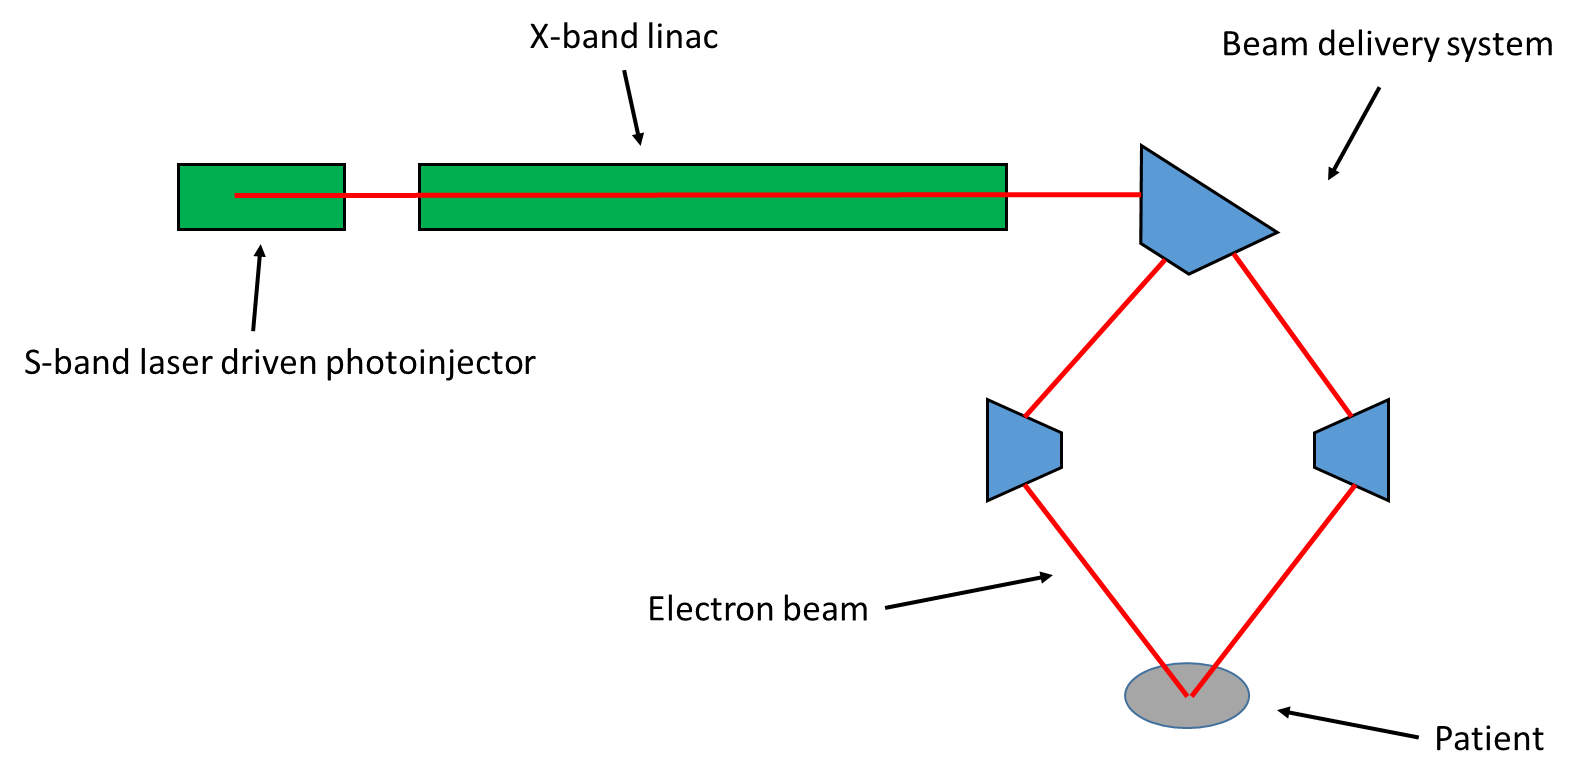 X-band linac
Beam delivery system
S-band laser driven photoinjector
Electron beam
Patient